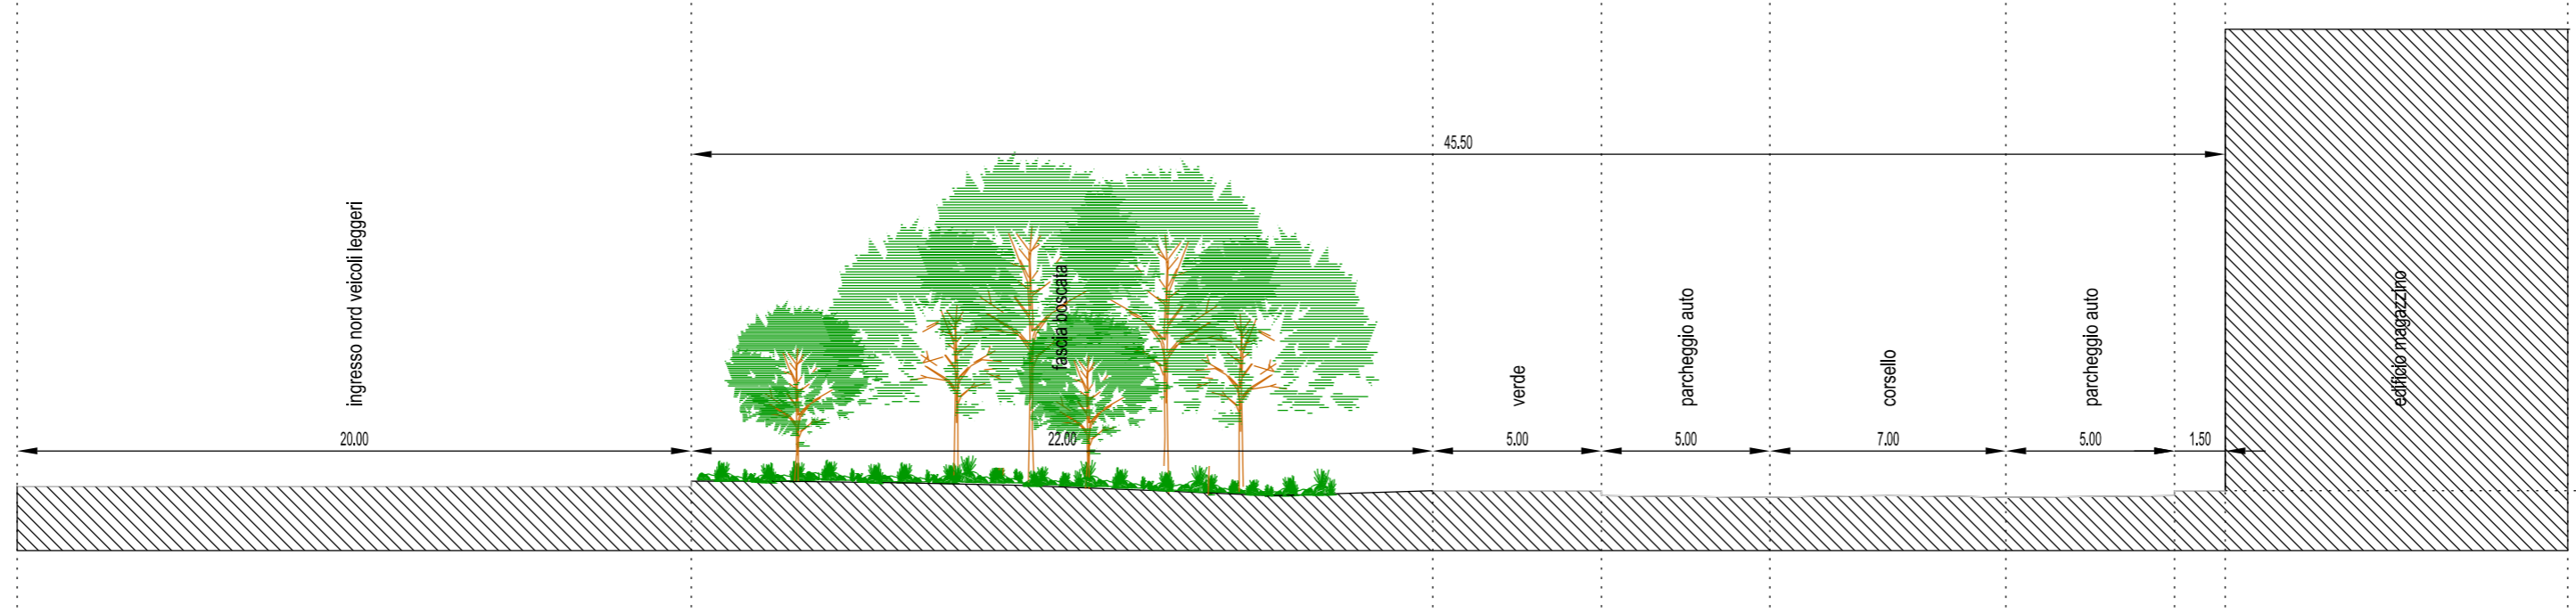 45.50
ingresso nord veicoli leggeri
fascia boscata
verde
parcheggio auto
corsello
parcheggio auto
edificio magazzino
20.00
22.00
5.00
5.00
7.00
5.00
1.50